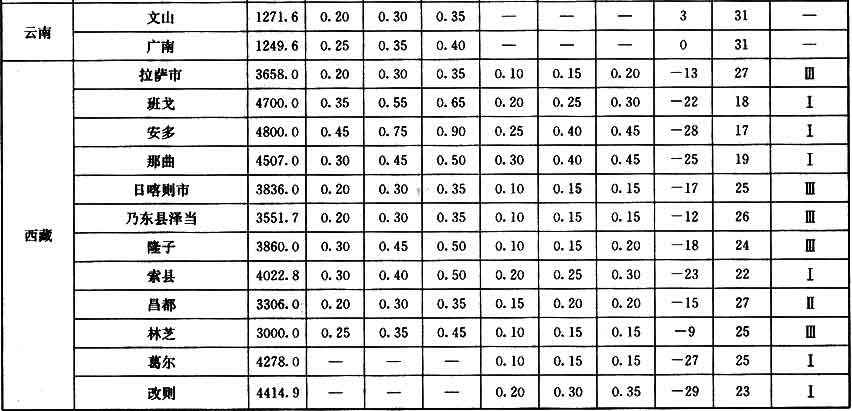 云南 文山 1271.6 0.20 0.30 0.35 — — — 3 31 —
广南 1249.6 0.25 0.35 0.40 — — — 0 31 —
西藏 拉萨市 3658.0 0.20 0.30 0.35 0.10 0.15 0.20 -13 27 Ⅲ
班戈 4700.0 0.35 0.55 0.65 0.20 0.25 0.30 -22 18 Ⅰ
安多 4800.0 0.45 0.75 0.90 0.25 0.40 0.45 -28 17 Ⅰ
那曲 4507.0 0.30 0.45 0.50 0.30 0.40 0.45 -25 19 Ⅰ
日喀则市 3836.0 0.20 0.30 0.35 0.10 0.15 0.15 -17 25 Ⅲ
乃东县泽当 3551.7 0.20 0.30 0.35 0.10 0.15 0.15 -12 26 Ⅲ
隆子 3860.0 0.30 0.45 0.50 0.10 0.15 0.20 -18 24 Ⅲ
索县 4022.8 0.30 0.40 0.50 0.20 0.25 0.30 -23 22 Ⅰ
昌都 3306.0 0.20 0.30 0.35 0.15 0.20 0.20 -15 27 Ⅱ
林芝 3000.0 0.25 0.35 0.45 0.10 0.15 0.15 -9 25 Ⅲ
葛尔 4278.0 — — — 0.10 0.15 0.15 -27 25 Ⅰ
改则 4414.9 — — — 0.20 0.30 0.35 -29 23 Ⅰ